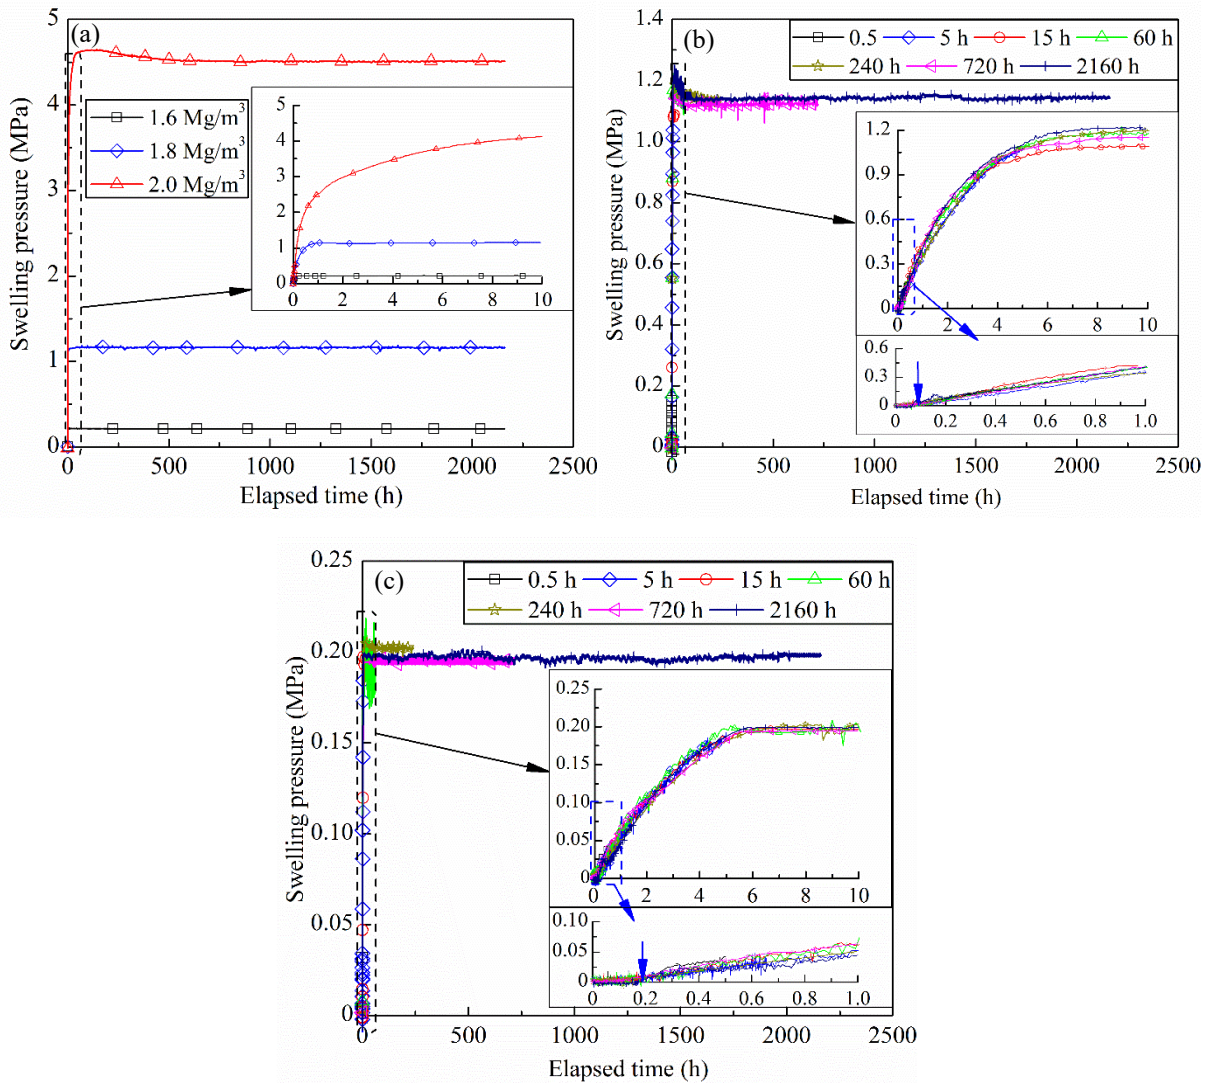 (a)
Swelling pressure (MPa)
5
4
3
2
1
0
1.6 Mg/m³
1.8 Mg/m³
2.0 Mg/m³
5
4
3
2
1
0
0 2 4 6 8 10
0 500 1000 1500 2000 2500
Elapsed time (h)
(b)
Swelling pressure (MPa)
1.4
1.2
1.0
0.8
0.6
0.4
0.2
0
0.5 5 h 15 h 60 h
240 h 720 h 2160 h
1.2
0.9
0.6
0.3
0
0 2 4 6 8 10
0.6
0.3
0
0 0.2 0.4 0.6 0.8 1.0
0 500 1000 1500 2000 2500
Elapsed time (h)
(c)
Swelling pressure (MPa)
0.25
0.20
0.15
0.10
0.05
0
0.5 h 5 h 15 h 60 h
240 h 720 h 2160 h
0.25
0.20
0.15
0.10
0.05
0
0 2 4 6 8 10
0.10
0.05
0
0 0.2 0.4 0.6 0.8 1.0
0 500 1000 1500 2000 2500
Elapsed time (h)